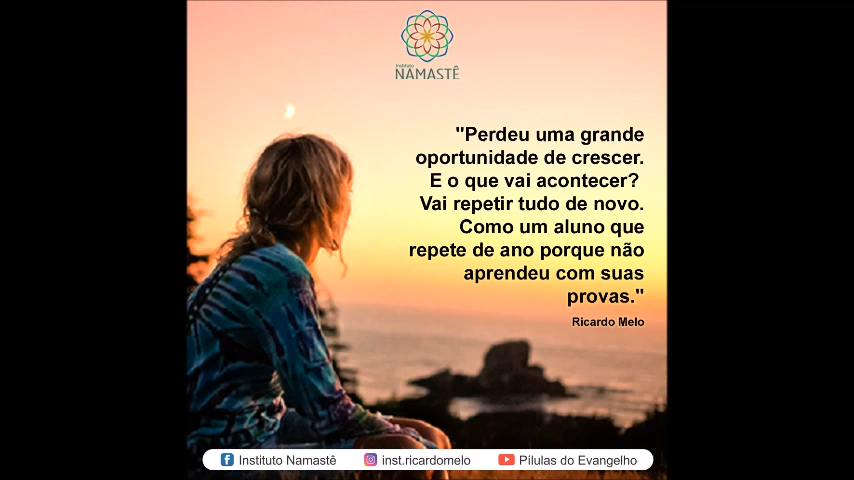 Instituto
NAMASTÊ
"Perdeu uma grande
oportunidade de crescer.
E o que vai acontecer?
Vai repetir tudo de novo.
Como um aluno que
repete de ano porque não
aprendeu com suas
provas."
Ricardo Melo
Instituto Namastê inst.ricardomelo Pílulas do Evangelho